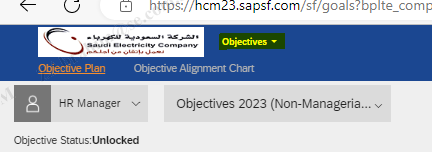 https://hcm23.sapsf.com/sf/goals?bplte_comp
الشركة السعودية للكهرباء
Saudi Electricity Company
نعمل بإتقان من أجلكم
Objectives
Objective Plan Objective Alignment Chart
HR Manager Objectives 2023 (Non-Manageria...
Objective Status:Unlocked